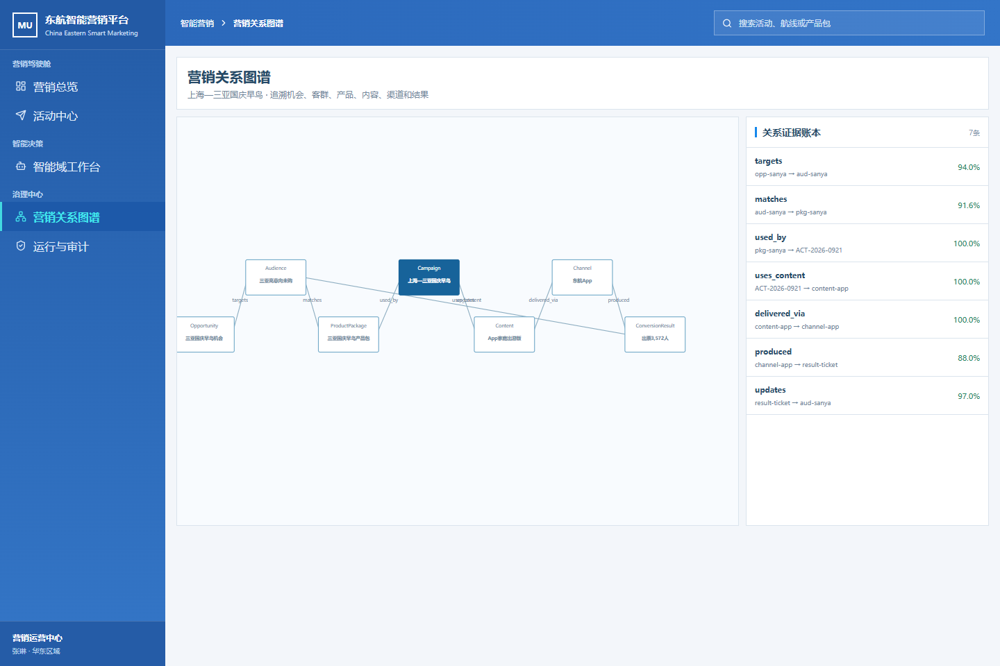 MU
东航智能营销平台
China Eastern Smart Marketing
营销驾驶舱
营销总览
活动中心
智能决策
智能域工作台
治理中心
营销关系图谱
运行与审计
营销运营中心
张琳 · 华东区域
智能营销 > 营销关系图谱
搜索活动、航线或产品包
营销关系图谱
上海—三亚国庆早鸟 · 追溯机会、客群、产品、内容、渠道和结果
Audience
三亚高意向未购
Campaign
上海—三亚国庆早鸟
Channel
东航App
targets
matches
used_by
uses_content
updates
delivered_via
produced
Opportunity
三亚国庆早鸟机会
ProductPackage
三亚国庆早鸟产品包
Content
App家庭出游版
ConversionResult
出票3,572人
关系证据账本
7条
targets
opp-sanya → aud-sanya
94.0%
matches
aud-sanya → pkg-sanya
91.6%
used_by
pkg-sanya → ACT-2026-0921
100.0%
uses_content
ACT-2026-0921 → content-app
100.0%
delivered_via
content-app → channel-app
100.0%
produced
channel-app → result-ticket
88.0%
updates
result-ticket → aud-sanya
97.0%